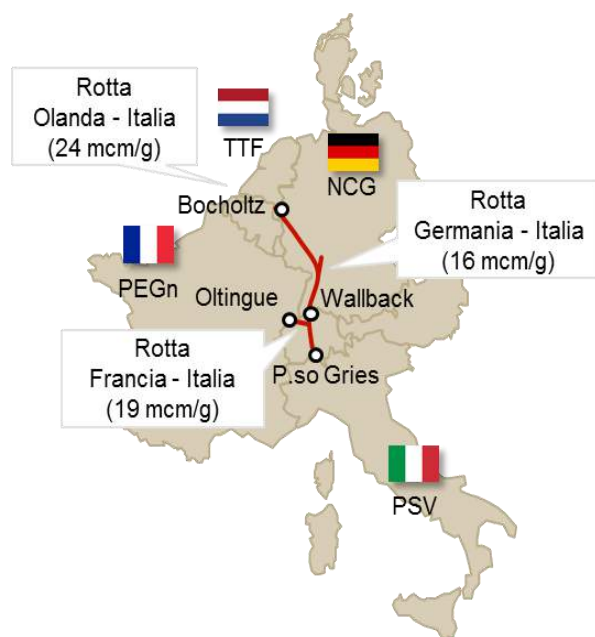 Rotta
Olanda - Italia
(24 mcm/g)
TTF
NCG
Rotta
Germania - Italia
(16 mcm/g)
Bocholtz
PEGn
Oltingue
Wallback
Rotta
Francia - Italia
(19 mcm/g)
P.so Gries
PSV